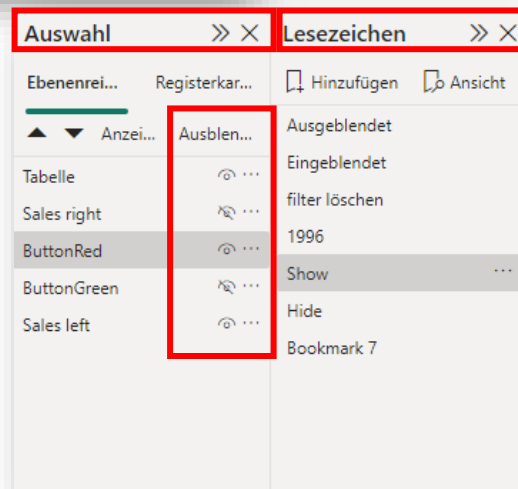 Auswahl
Ebenenrei... Registerkar...
Anzei... Ausblen...
Tabelle
Sales right
ButtonRed
ButtonGreen
Sales left
Lesezeichen
Hinzufügen Ansicht
Ausgeblendet
Eingeblendet
filter löschen
1996
Show
Hide
Bookmark 7